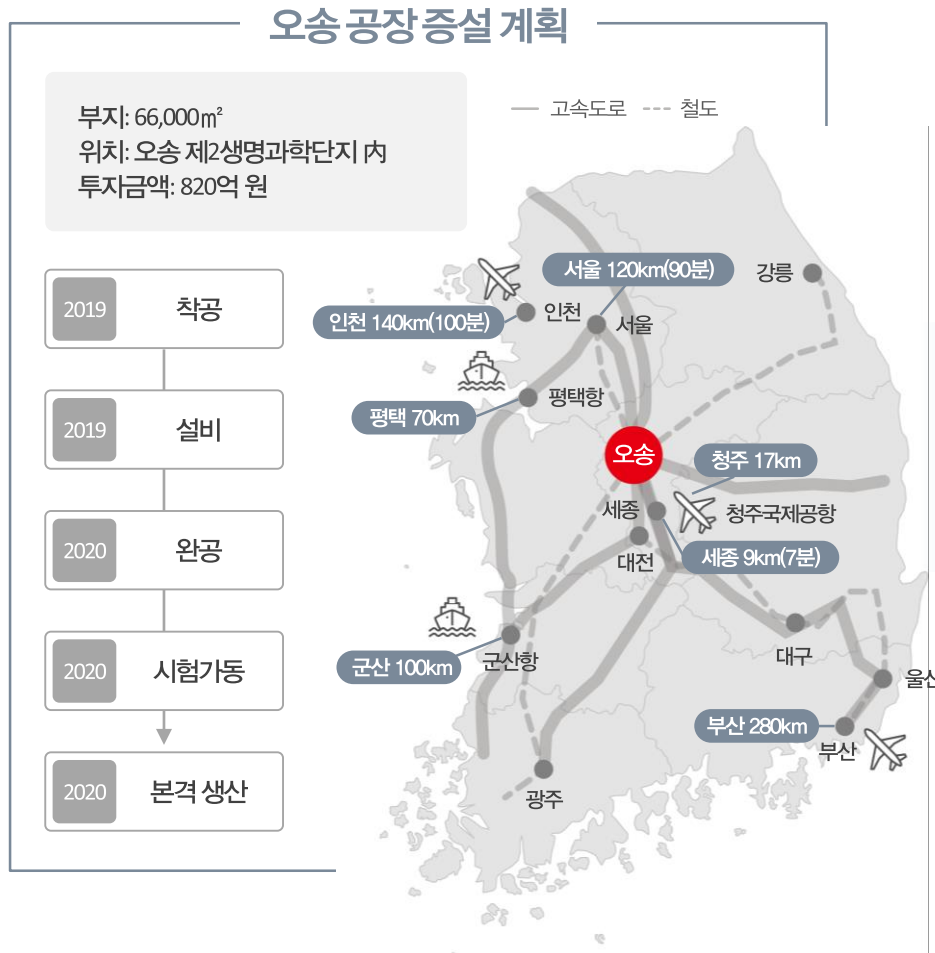 오송 공장 증설 계획
부지: 66,000㎡
위치: 오송 제2생명과학단지 內
투자금액: 820억 원
고속도로
철도
2019 착공
2019 설비
2020 완공
2020 시험가동
2020 본격 생산
서울 120km(90분)
강릉
인천
인천 140km(100분)
서울
평택항
평택 70km
오송
청주 17km
세종
청주국제공항
대전
세종 9km(7분)
군산항
군산 100km
대구
울산
부산 280km
부산
광주